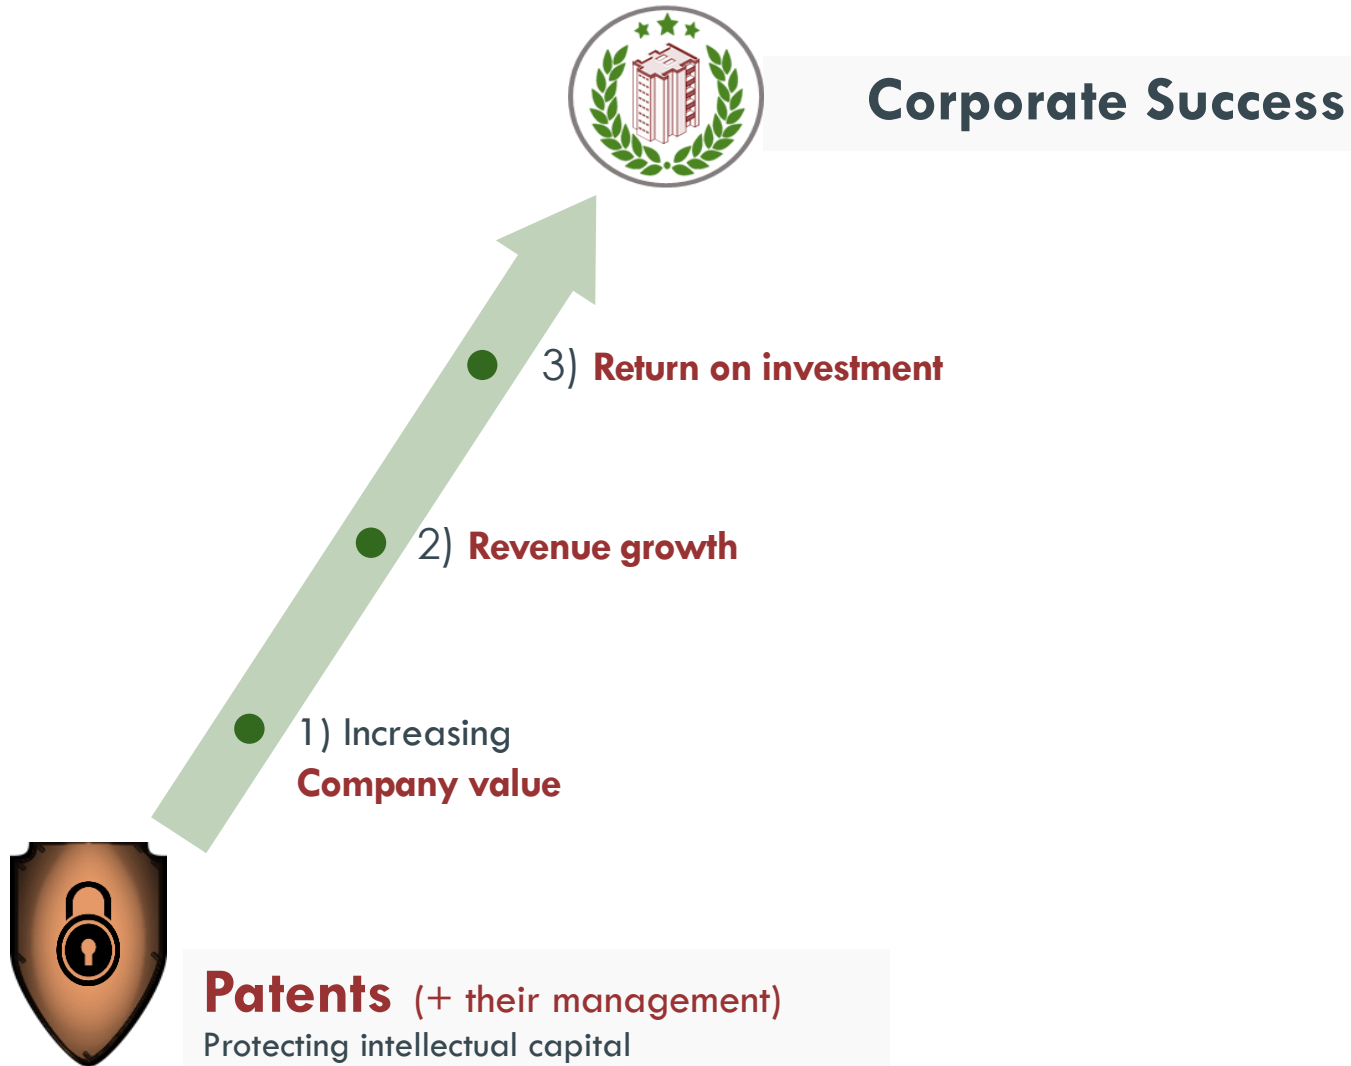 Corporate Success
3) Return on investment
2) Revenue growth
1) Increasing
Company value
Patents (+ their management)
Protecting intellectual capital